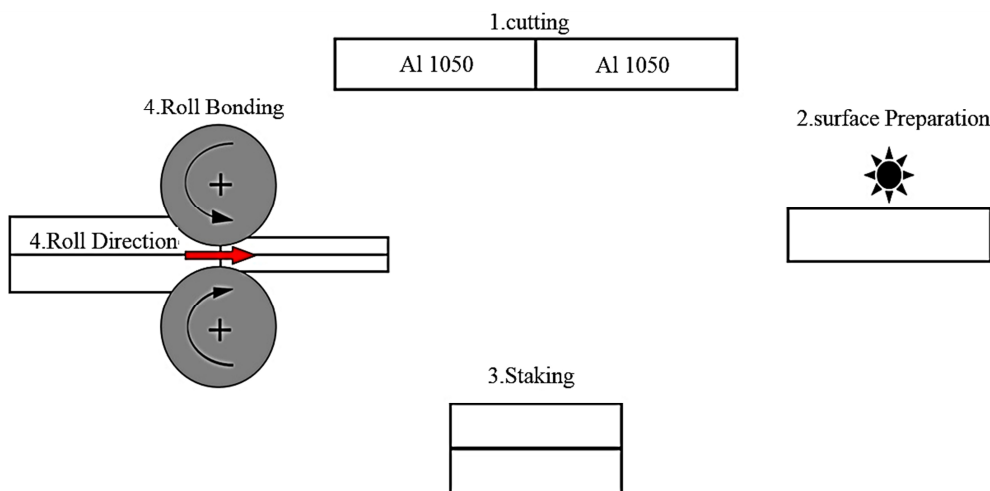 1.cutting
Al 1050
Al 1050
4.Roll Bonding
2.surface Preparation
4.Roll Direction
3.Staking